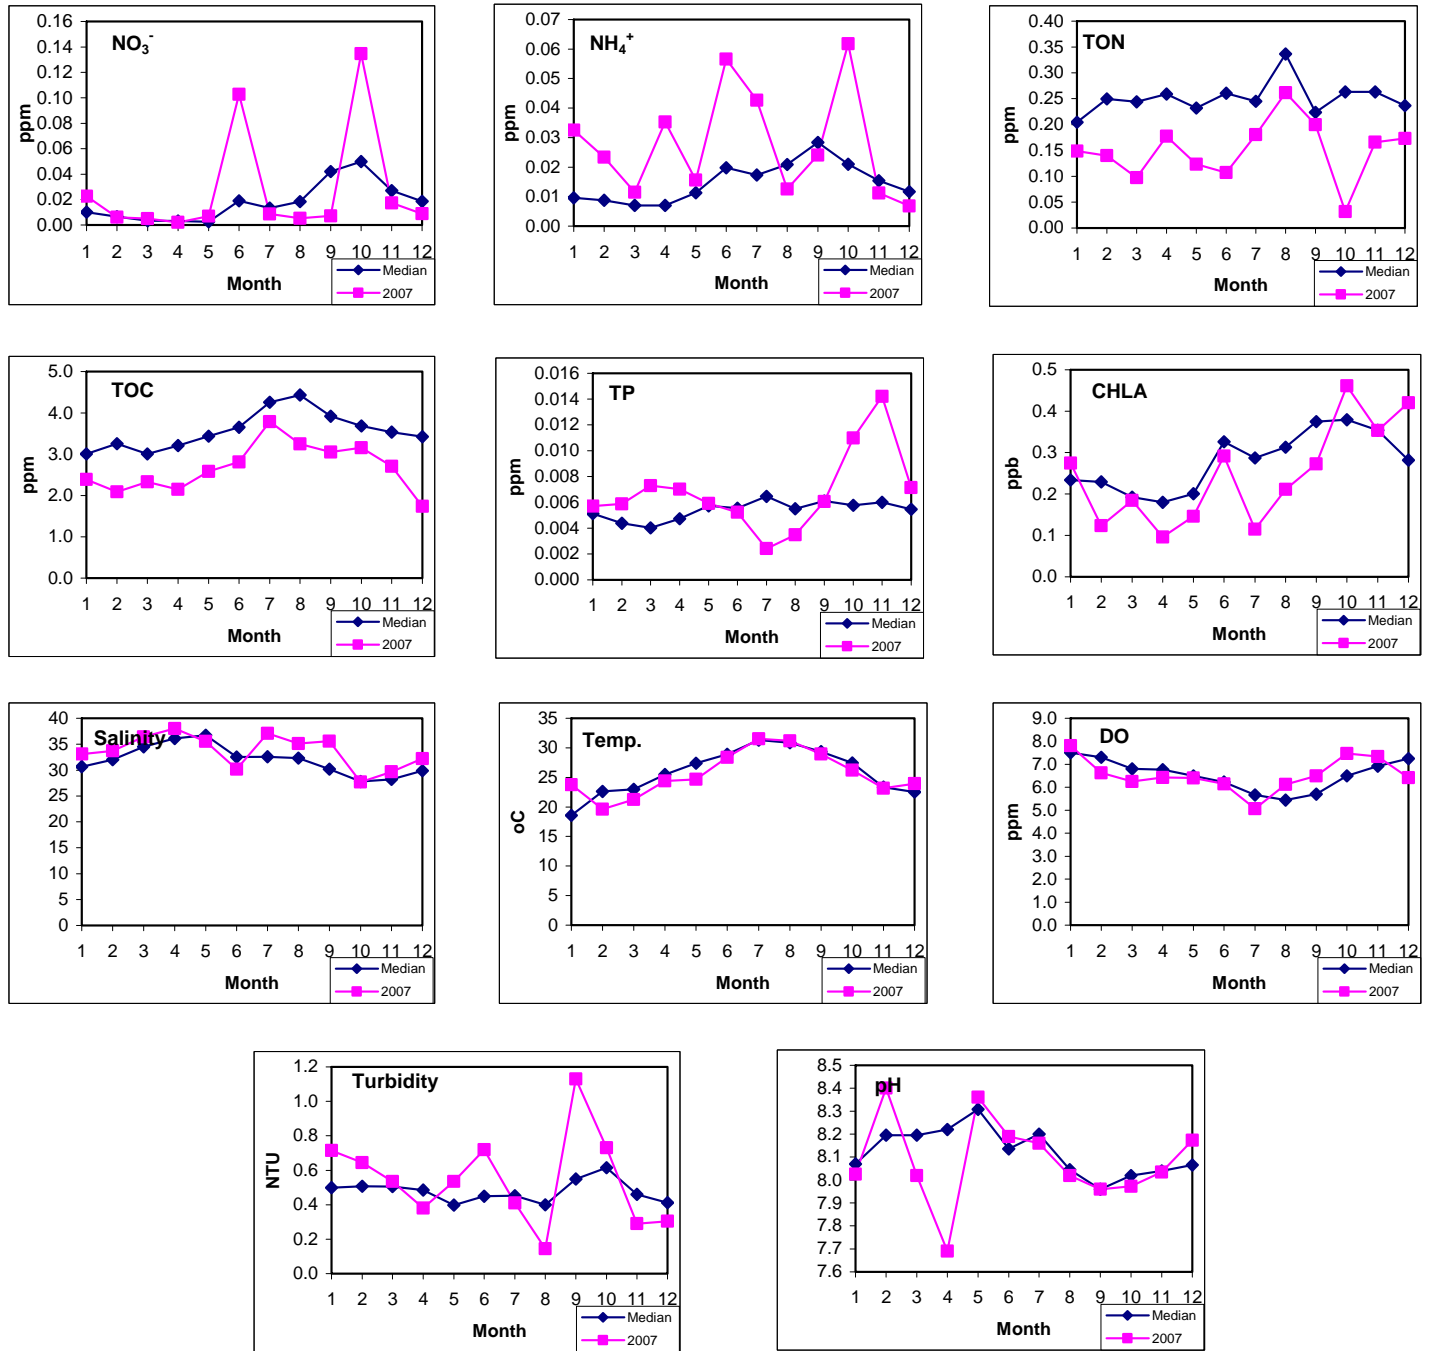 NO3-
0.16
0.14
0.12
0.10
0.08
0.06
0.04
0.02
0.00
ppm
1 2 3 4 5 6 7 8 9 10 11 12
Month
Median
2007
NH4+
0.07
0.06
0.05
0.04
0.03
0.02
0.01
0.00
ppm
1 2 3 4 5 6 7 8 9 10 11 12
Month
Median
2007
TON
0.40
0.35
0.30
0.25
0.20
0.15
0.10
0.05
0.00
ppm
1 2 3 4 5 6 7 8 9 10 11 12
Month
Median
2007
TOC
5.0
4.0
3.0
2.0
1.0
0.0
ppm
1 2 3 4 5 6 7 8 9 10 11 12
Month
Median
2007
TP
0.016
0.014
0.012
0.010
0.008
0.006
0.004
0.002
0.000
ppm
1 2 3 4 5 6 7 8 9 10 11 12
Month
Median
2007
CHLA
0.5
0.4
0.3
0.2
0.1
0.0
ppb
1 2 3 4 5 6 7 8 9 10 11 12
Month
Median
2007
Salinity
40
35
30
25
20
15
10
5
0
1 2 3 4 5 6 7 8 9 10 11 12
Month
Median
2007
Temp.
35
30
25
20
15
10
5
0
oC
1 2 3 4 5 6 7 8 9 10 11 12
Month
Median
2007
DO
9.0
8.0
7.0
6.0
5.0
4.0
3.0
2.0
1.0
0.0
ppm
1 2 3 4 5 6 7 8 9 10 11 12
Month
Median
2007
Turbidity
1.2
1.0
0.8
0.6
0.4
0.2
0.0
NTU
1 2 3 4 5 6 7 8 9 10 11 12
Month
Median
2007
pH
8.5
8.4
8.3
8.2
8.1
8.0
7.9
7.8
7.7
7.6
1 2 3 4 5 6 7 8 9 10 11 12
Month
Median
2007